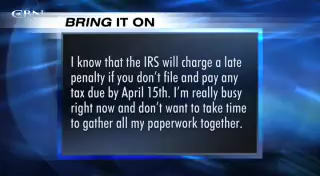 CBN
BRING IT ON
I know that the IRS will charge a late
penalty if you don't file and pay any
tax due by April 15th. I'm really busy
right now and don't want to take time
to gather all my paperwork together.